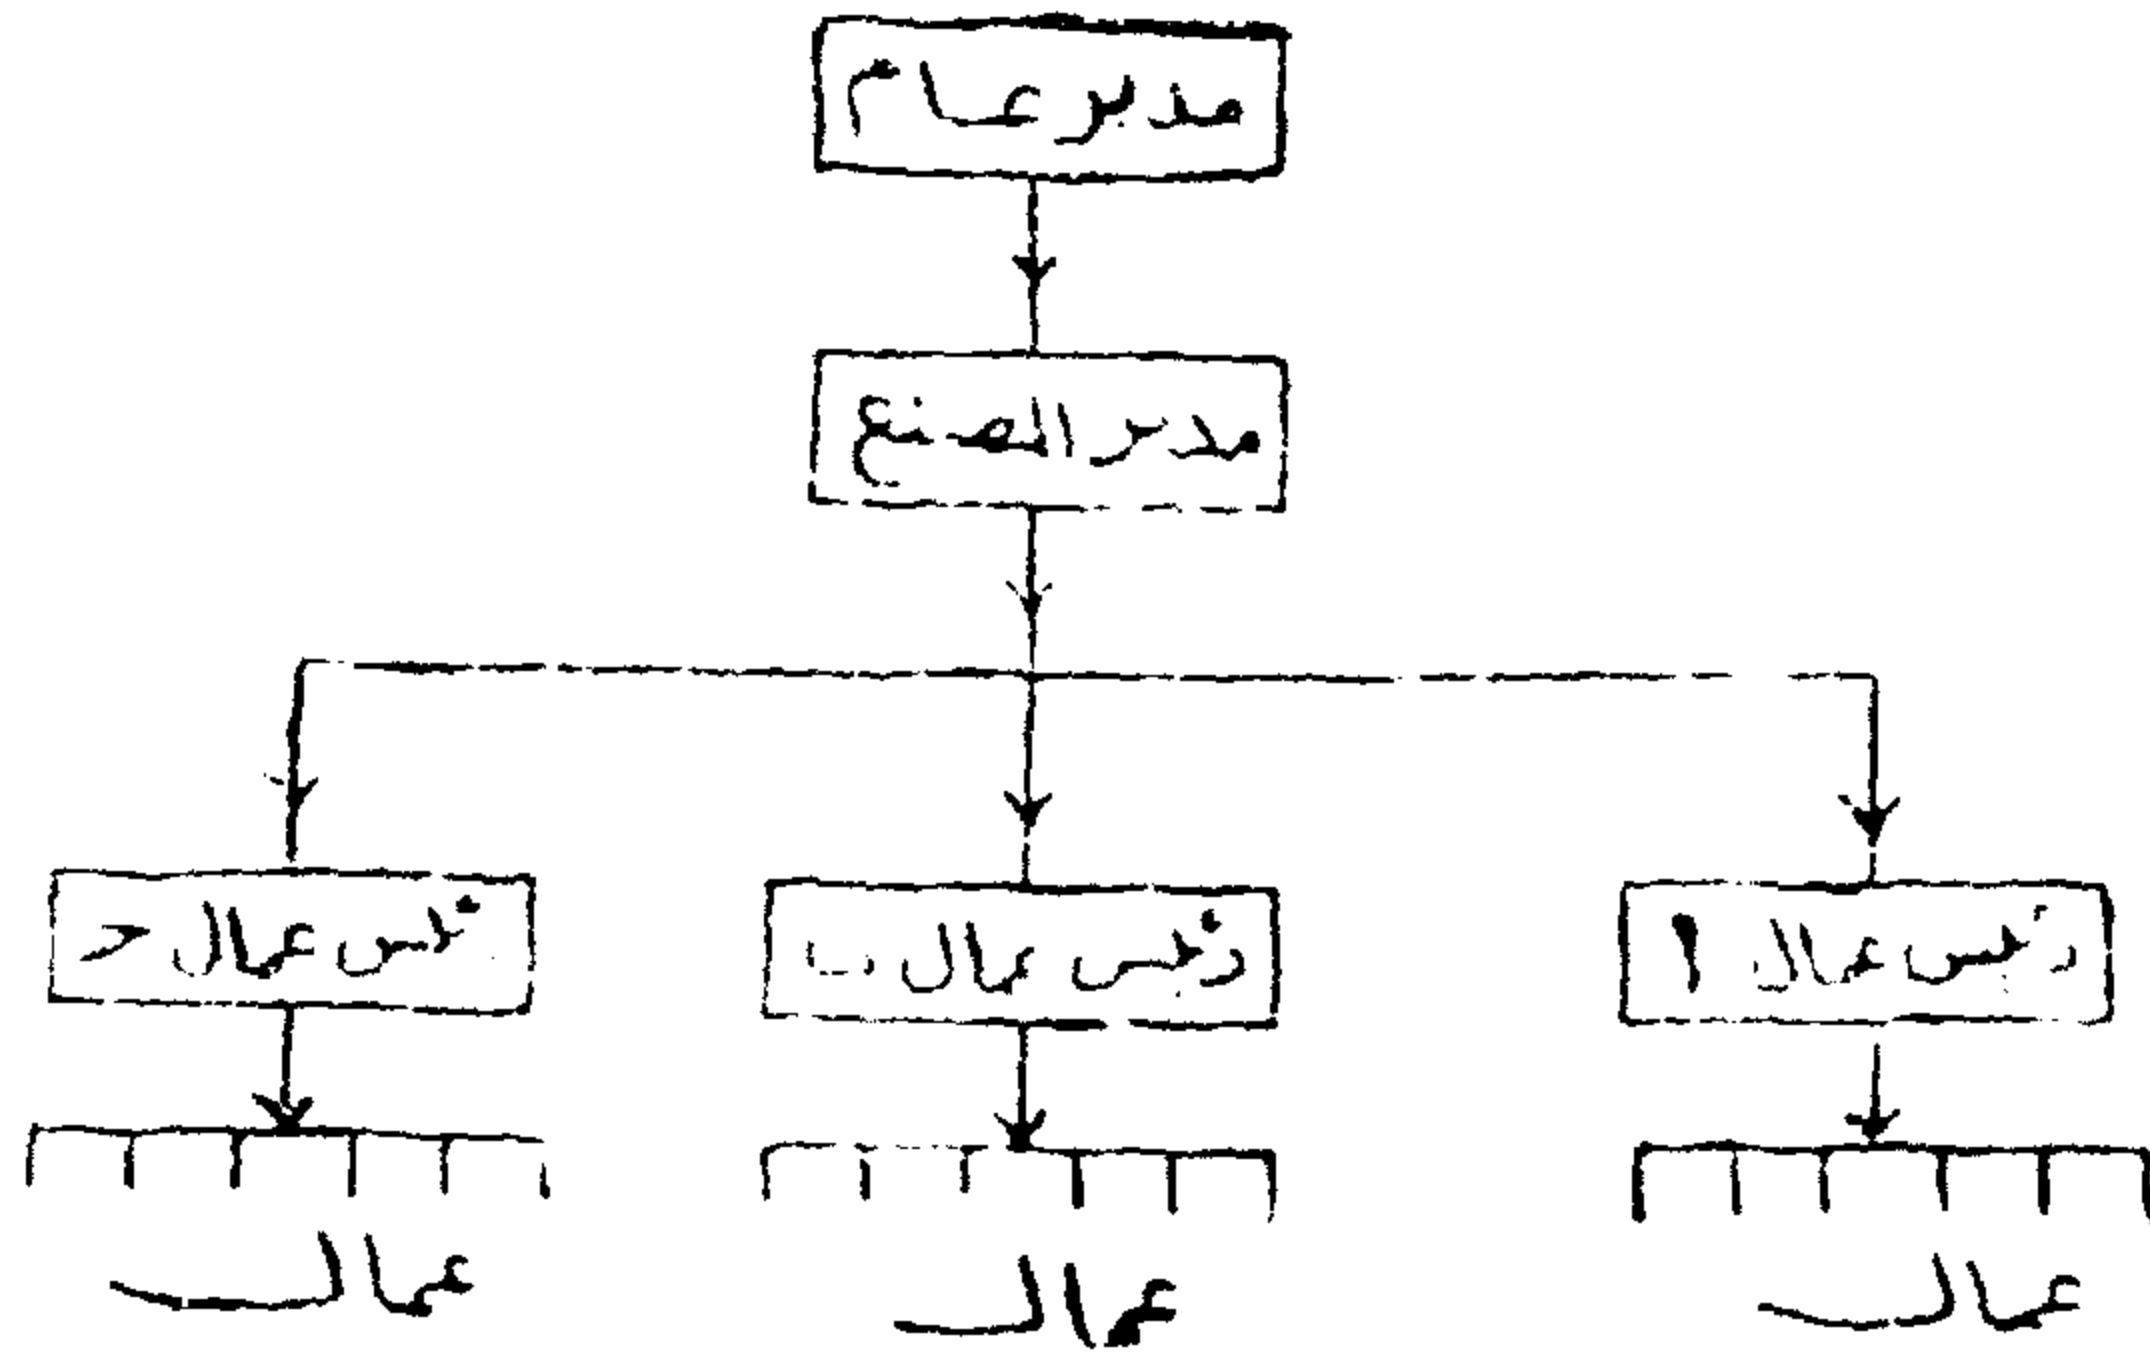 مدير عام
مدير المصنع
رئيس عمال ا
رئيس عمال ب
رئيس عمال ح
عمال
عمال
عمال